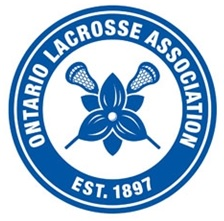 ONTARIO LACROSSE ASSOCIATION
EST. 1897